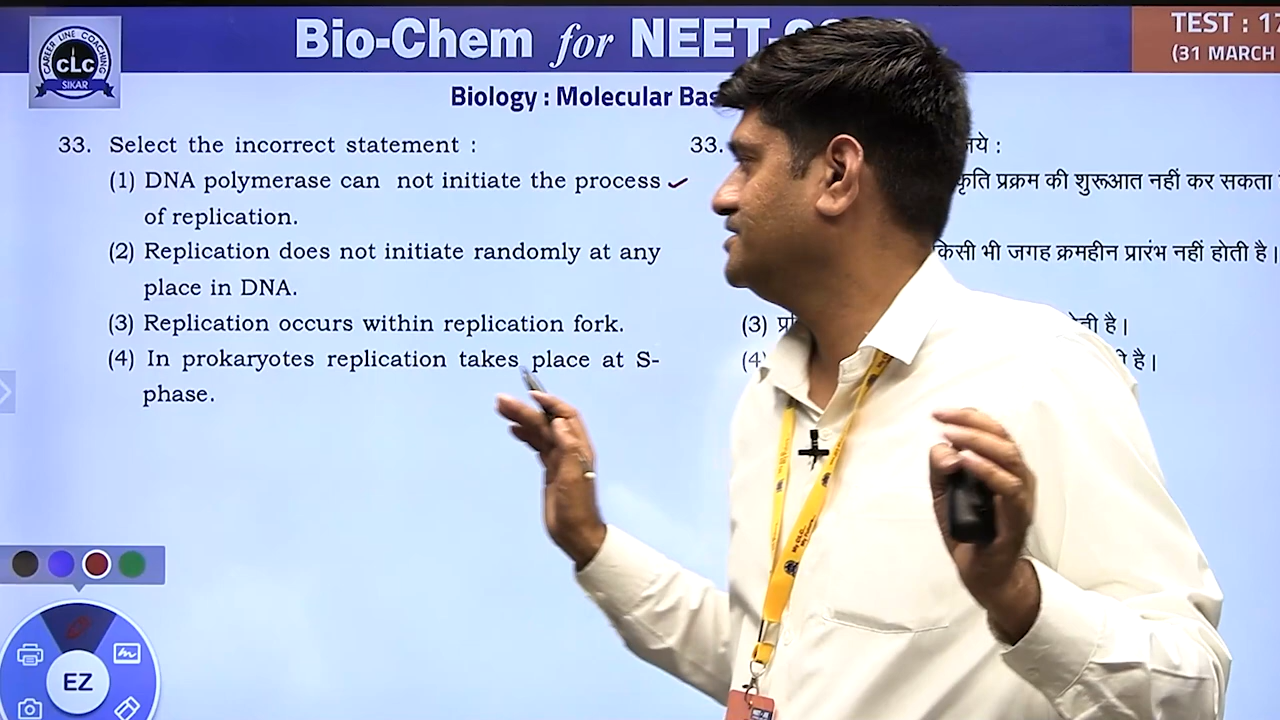 CAREER LINE COACHING
CLC
SIKAR
Bio-Chem for NEET-
TEST : 17
(31 MARCH
Biology : Molecular
33. Select the incorrect statement :
(1) DNA polymerase can not initiate the process
of replication.
(2) Replication does not initiate randomly at any
place in DNA.
(3) Replication occurs within replication fork.
(4) In prokaryotes replication takes place at S-
phase.
33.
प्रक्रम की शुरूआत नहीं कर सकता
किसी भी जगह क्रमहीन प्रारंभ नहीं होती है।
(3)
है।
(4)
है।
EZ